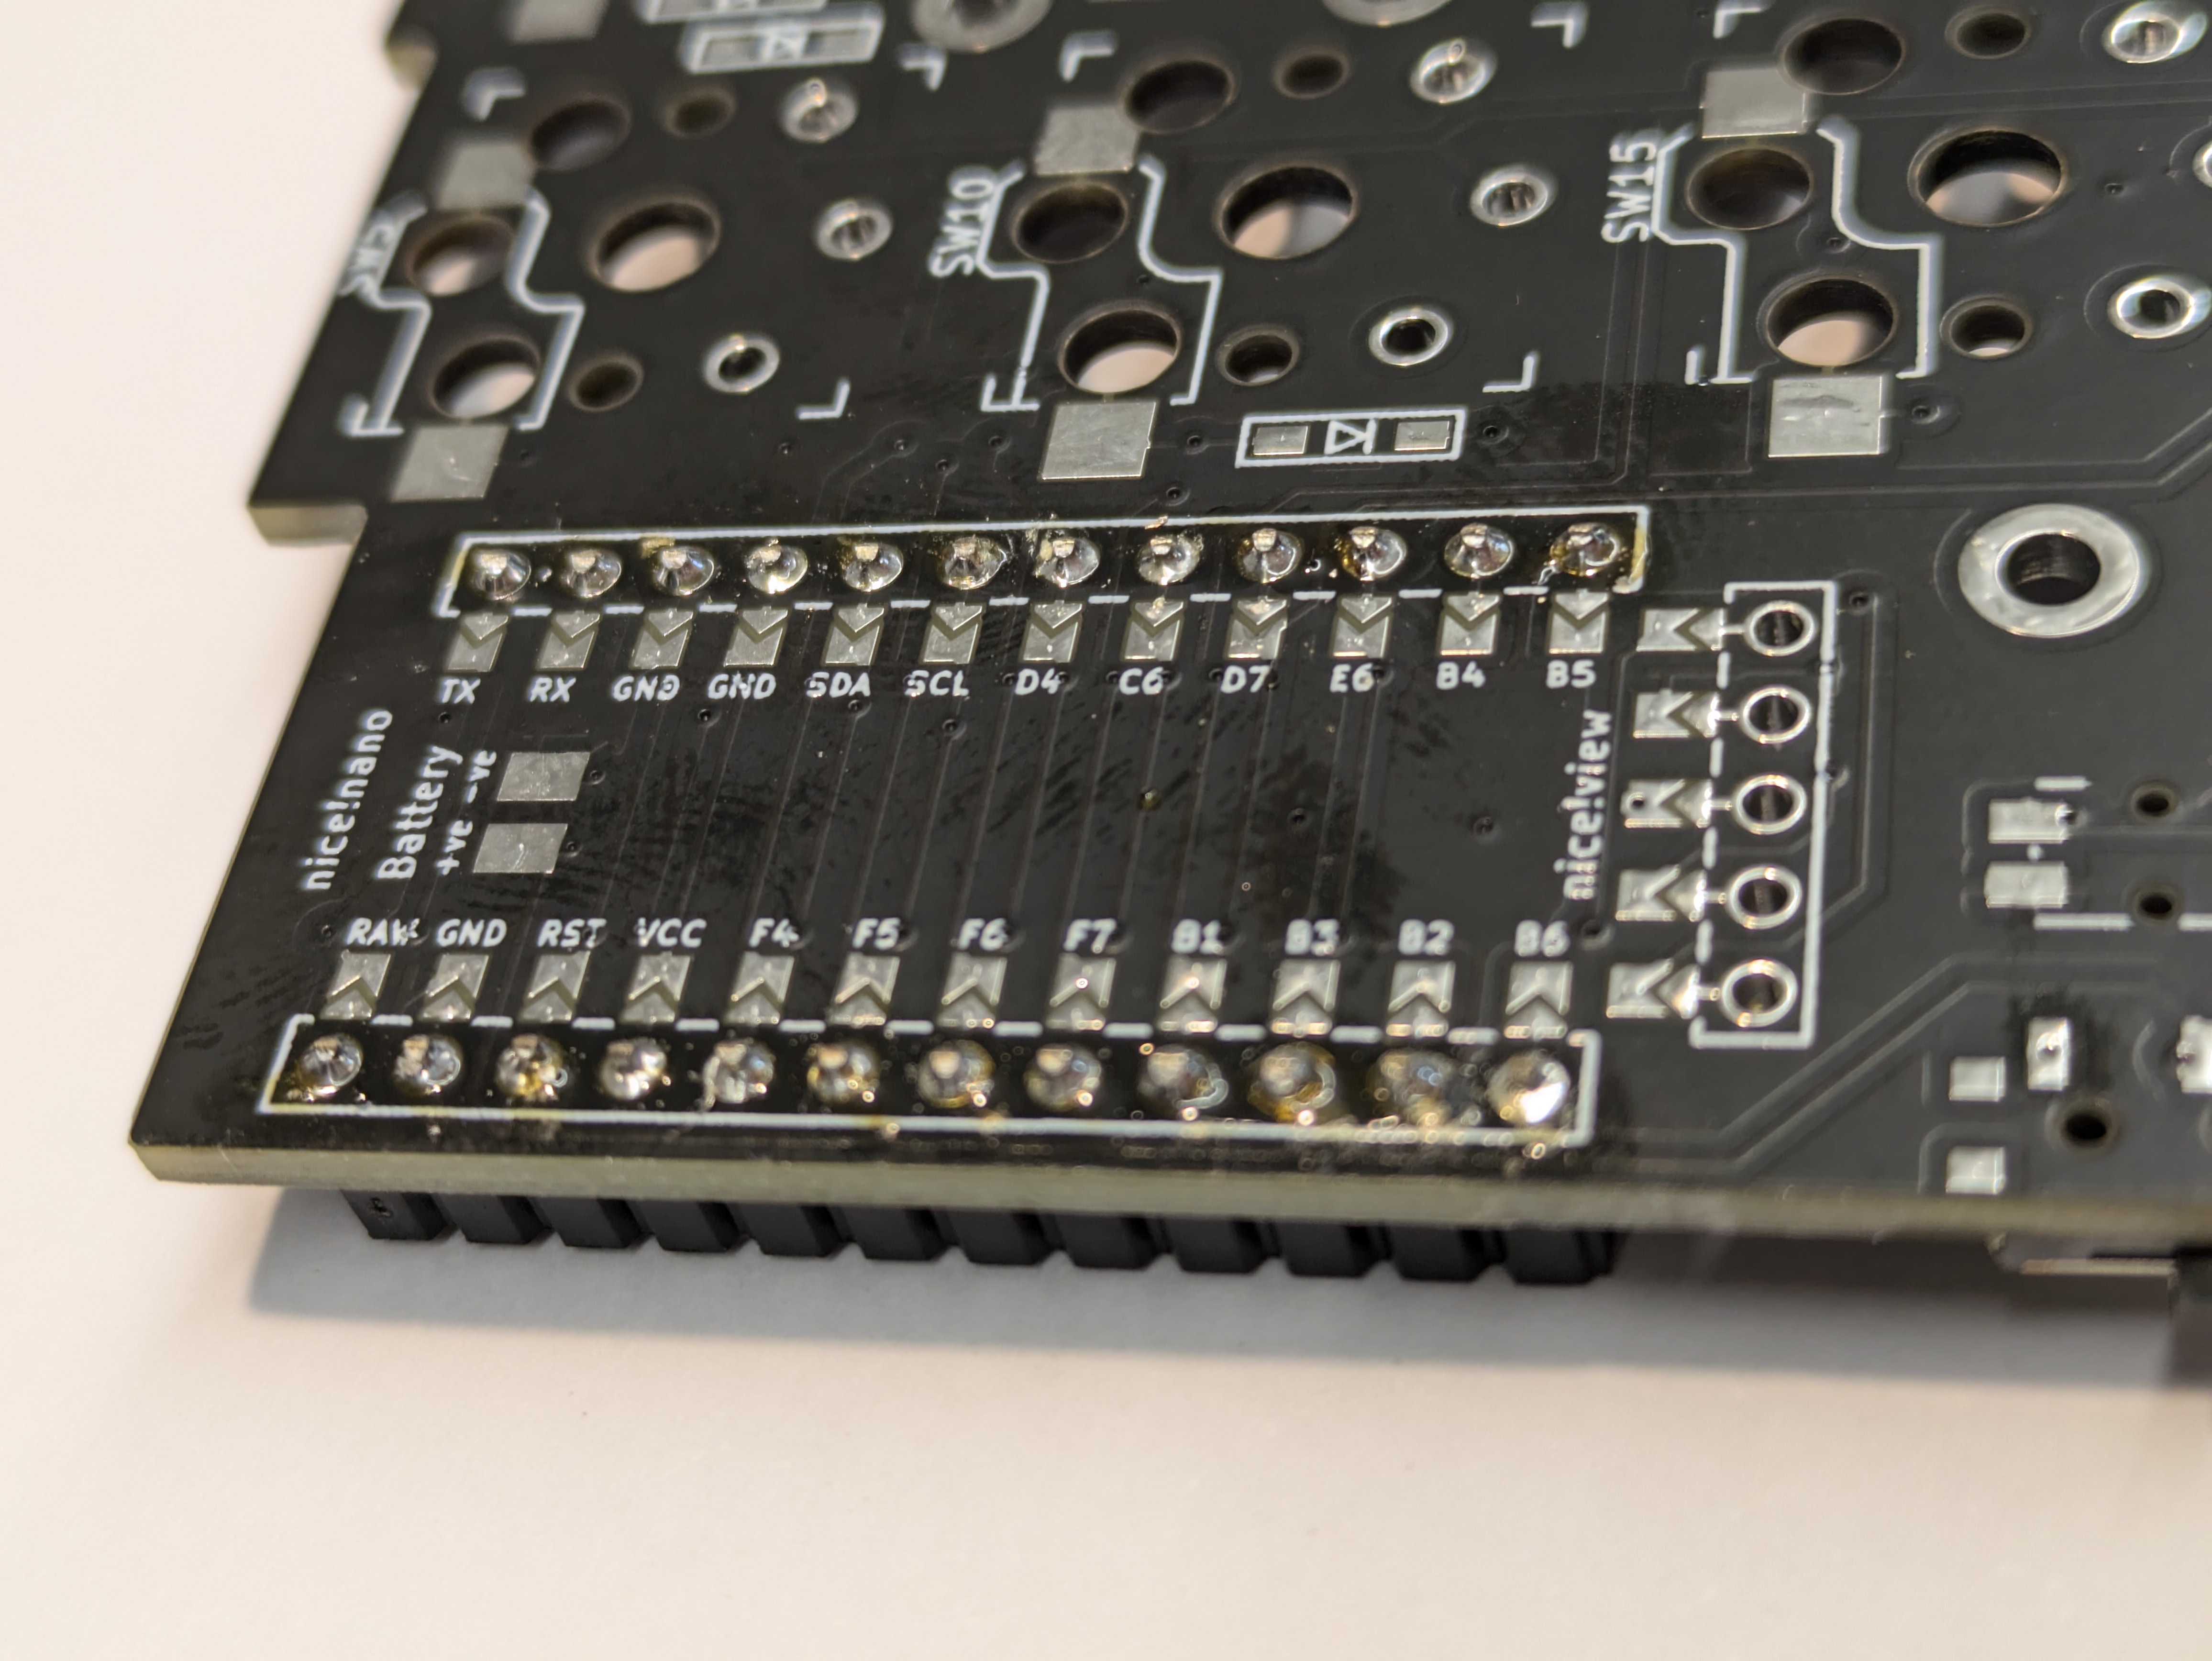 SW5
SW10
SW15
TX RX GND GND SDA SCL D4 C6 D7 E6 B4 B5
nice!nano
Battery
+ve -ve
nice!view
RAW GND RST VCC F4 F5 F6 F7 B1 B3 B2 B6